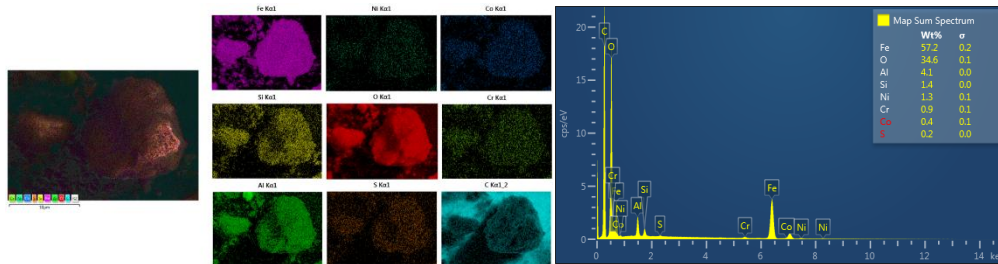 Fe Kα1
Ni Kα1
Co Kα1
Si Kα1
O Kα1
Cr Kα1
Al Kα1
S Kα1
C Kα1_2
10µm
Map Sum Spectrum
Wt% σ
Fe 57.2 0.2
O 34.6 0.1
Al 4.1 0.0
Si 1.4 0.0
Ni 1.3 0.1
Cr 0.9 0.1
Co 0.4 0.1
S 0.2 0.0
cps/eV
20
15
10
5
0
C
O
Cr
Fe
Ni
Co
Al
Si
S
Cr
Fe
Co
Ni
Ni
0 2 4 6 8 10 12 14 ke